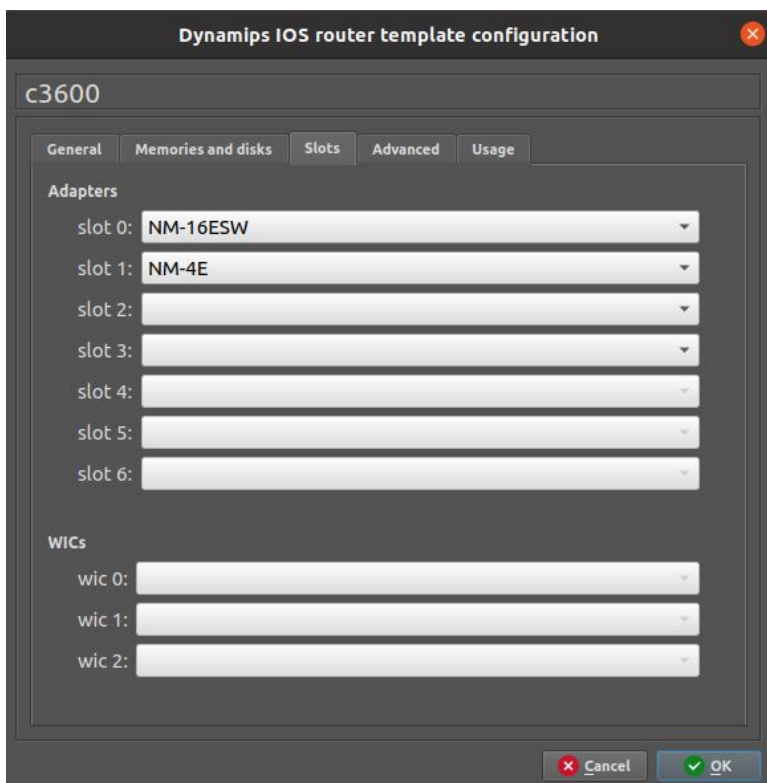 Dynamips IOS router template configuration
c3600
General Memories and disks Slots Advanced Usage
Adapters
slot 0: NM-16ESW
slot 1: NM-4E
slot 2:
slot 3:
slot 4:
slot 5:
slot 6:
WICs
wic 0:
wic 1:
wic 2:
Cancel OK